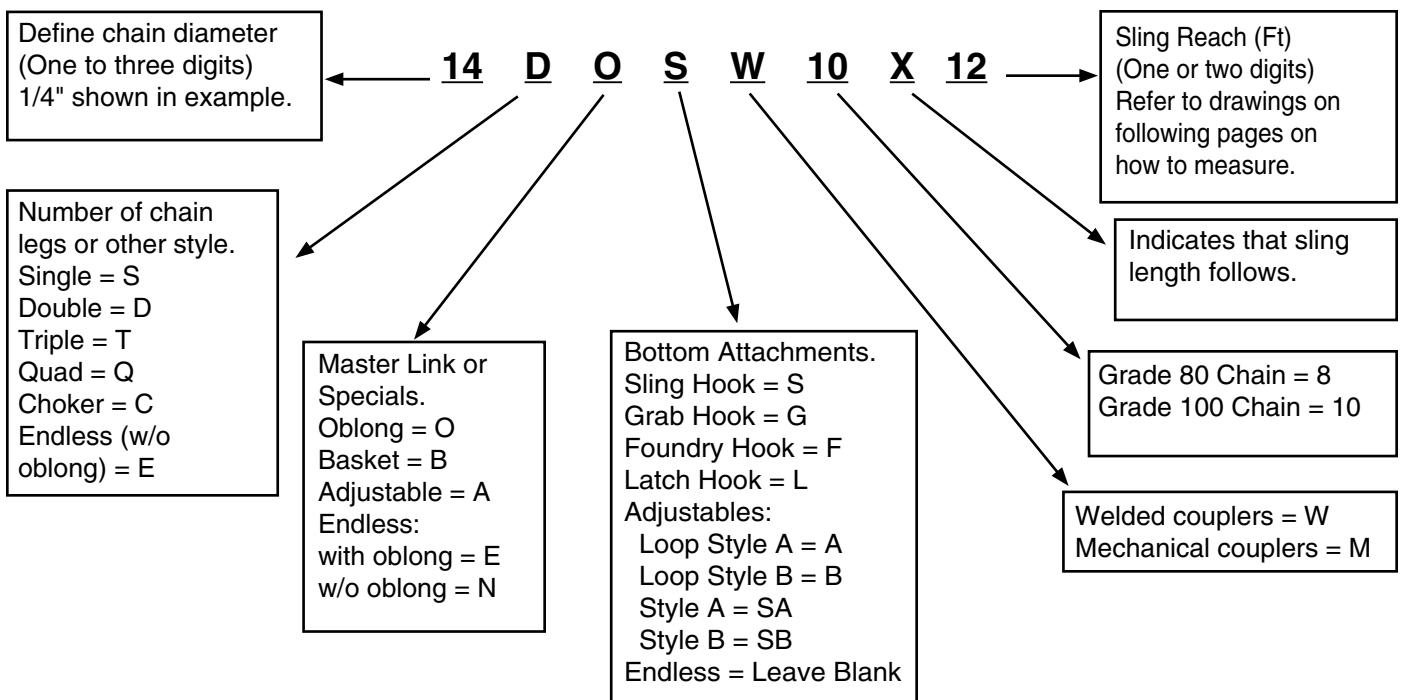 Define chain diameter
(One to three digits)
1/4" shown in example.
14 D O S W 10 X 12
Sling Reach (Ft)
(One or two digits)
Refer to drawings on
following pages on
how to measure.
Number of chain
legs or other style.
Single = S
Double = D
Triple = T
Quad = Q
Choker = C
Endless (w/o
oblong) = E
Master Link or
Specials.
Oblong = O
Basket = B
Adjustable = A
Endless:
with oblong = E
w/o oblong = N
Bottom Attachments.
Sling Hook = S
Grab Hook = G
Foundry Hook = F
Latch Hook = L
Adjustables:
Loop Style A = A
Loop Style B = B
Style A = SA
Style B = SB
Endless = Leave Blank
Indicates that sling
length follows.
Grade 80 Chain = 8
Grade 100 Chain = 10
Welded couplers = W
Mechanical couplers = M